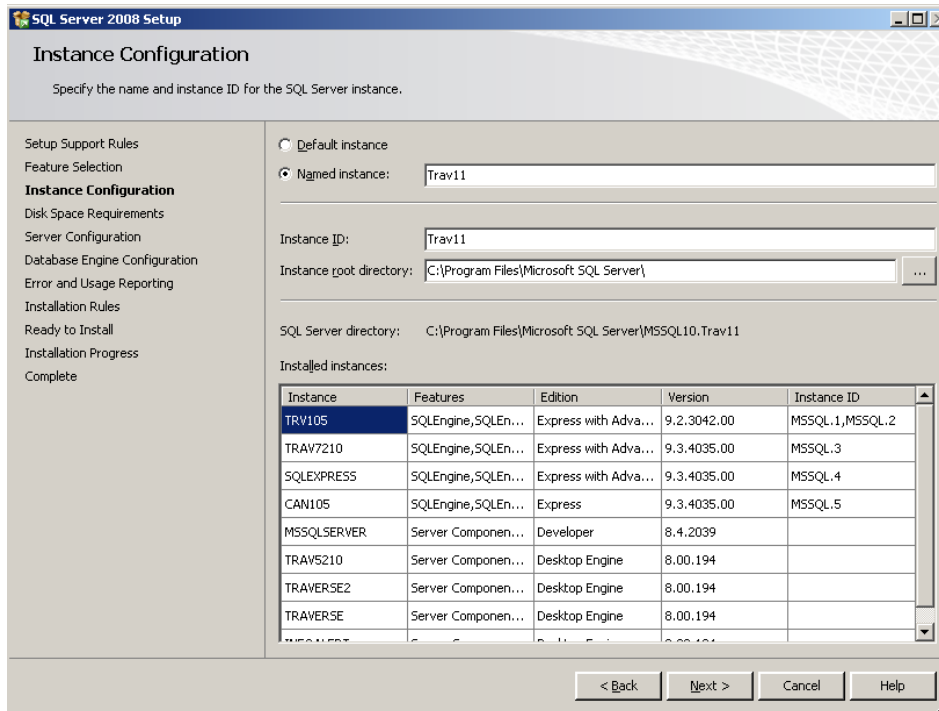 SQL Server 2008 Setup
Instance Configuration
Specify the name and instance ID for the SQL Server instance.
Setup Support Rules
Feature Selection
Instance Configuration
Disk Space Requirements
Server Configuration
Database Engine Configuration
Error and Usage Reporting
Installation Rules
Ready to Install
Installation Progress
Complete
Default instance
Named instance: Trav11
Instance ID: Trav11
Instance root directory: C:\Program Files\Microsoft SQL Server\ ...
SQL Server directory: C:\Program Files\Microsoft SQL Server\MSSQL10.Trav11
Installed instances:
Instance Features Edition Version Instance ID
TRV105 SQLEngine,SQLEn... Express with Adva... 9.2.3042.00 MSSQL.1,MSSQL.2
TRAV7210 SQLEngine,SQLEn... Express with Adva... 9.3.4035.00 MSSQL.3
SQLEXPRESS SQLEngine,SQLEn... Express with Adva... 9.3.4035.00 MSSQL.4
CAN105 SQLEngine,SQLEn... Express 9.3.4035.00 MSSQL.5
MSSQLSERVER Server Componen... Developer 8.4.2039
TRAV5210 Server Componen... Desktop Engine 8.00.194
TRAVERSE2 Server Componen... Desktop Engine 8.00.194
TRAVERSE Server Componen... Desktop Engine 8.00.194
< Back Next > Cancel Help